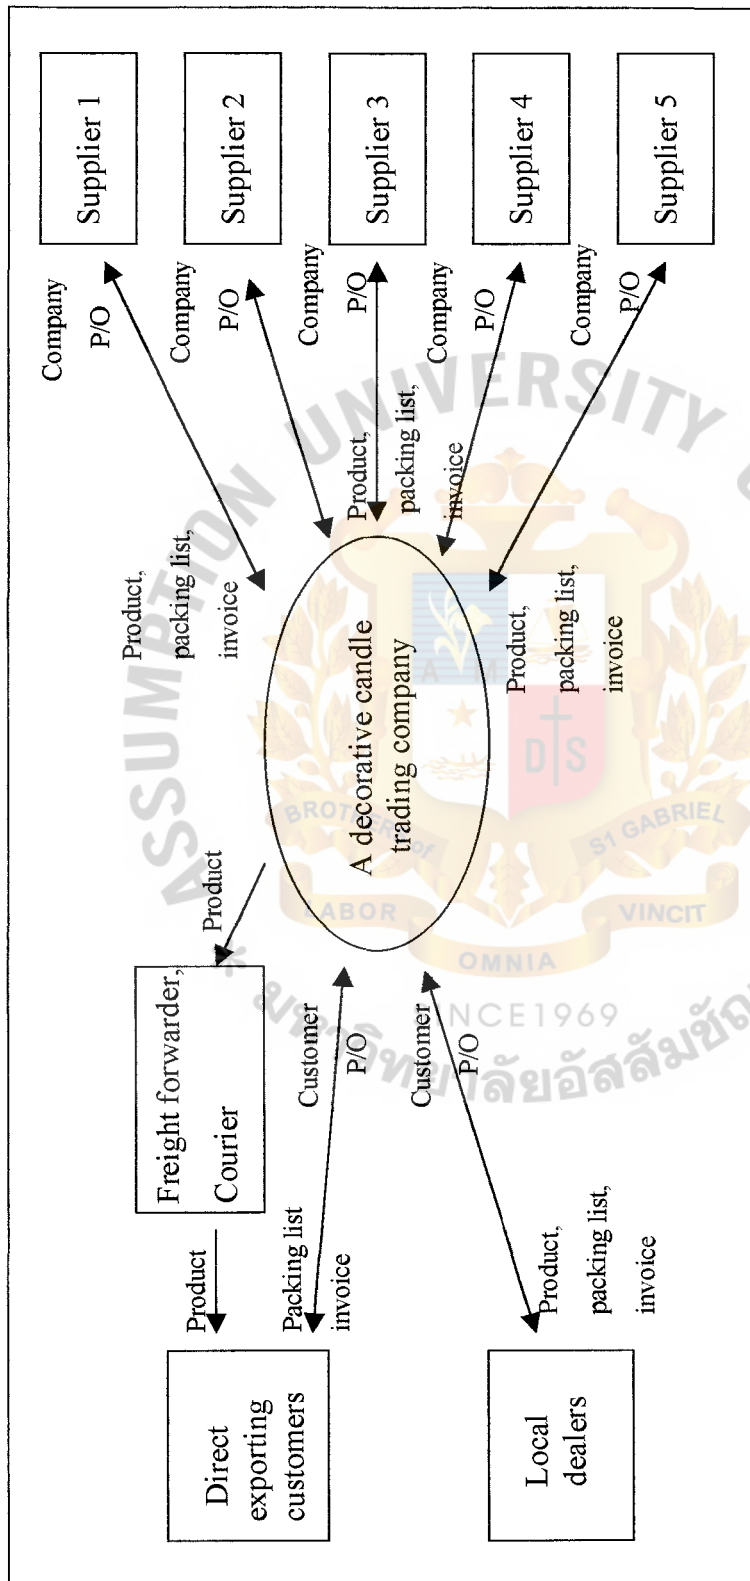 Direct
exporting
customers
Local
dealers
Product
Packing list
invoice
Product,
packing list,
invoice
Freight forwarder,
Courier
Customer
P/O
Customer
P/O
Product
A decorative candle
trading company
Product,
packing list,
invoice
Product,
packing list,
invoice
Product,
packing list,
invoice
Company
P/O
Company
P/O
Company
P/O
Company
P/O
Company
P/O
Supplier 1
Supplier 2
Supplier 3
Supplier 4
Supplier 5
ASSUMPTION UNIVERSITY
A M
D S
BROTHERS of
S1 GABRIEL
LABOR
OMNIA
VINCIT
SINCE1969